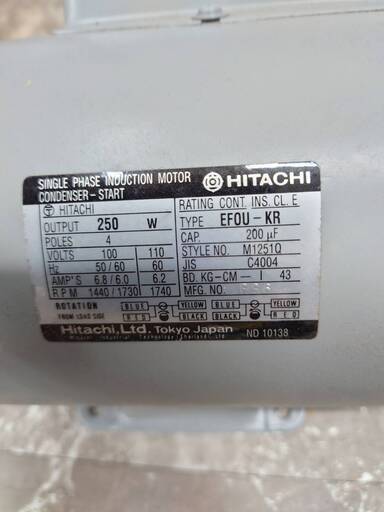 SINGLE PHASE INDUCTION MOTOR
CONDENSER-START
HITACHI
HITACHI
RATING CONT. INS. CL. E
OUTPUT 250 W
TYPE EFOU-KR
POLES 4
CAP. 200 µF
VOLTS 100 110
STYLE NO. M1251Q
Hz 50/60 60
JIS C4004
AMP'S 6.8/6.0 6.2
BD. KG-CM-I 43
RPM 1440/1730 1740
MFG. NO.
ROTATION
FROM LOAD SIDE
BLUE YELLOW BLUE YELLOW
RED BLACK BLACK RED
Hitachi, Ltd. Tokyo Japan
ND 10138